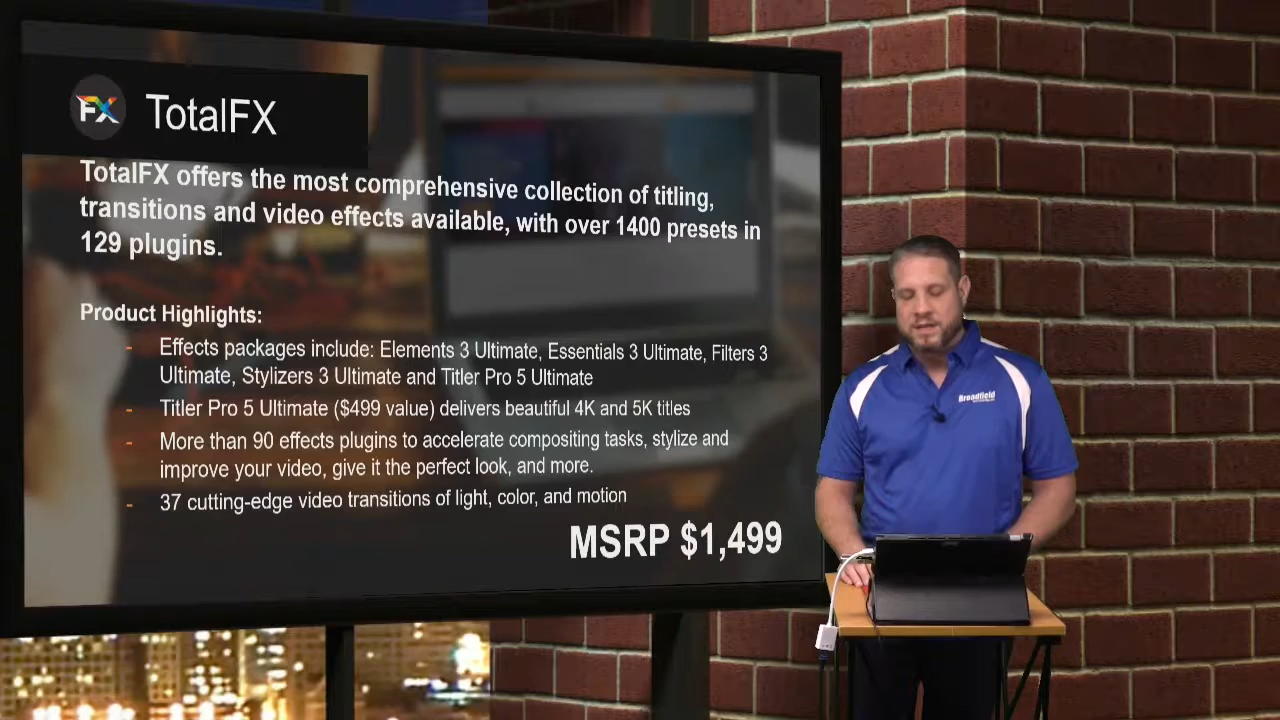 FX TotalFX
TotalFX offers the most comprehensive collection of titling,
transitions and video effects available, with over 1400 presets in
129 plugins.
Product Highlights:
- Effects packages include: Elements 3 Ultimate, Essentials 3 Ultimate, Filters 3
Ultimate, Stylizers 3 Ultimate and Titler Pro 5 Ultimate
- Titler Pro 5 Ultimate ($499 value) delivers beautiful 4K and 5K titles
- More than 90 effects plugins to accelerate compositing tasks, stylize and
improve your video, give it the perfect look, and more.
- 37 cutting-edge video transitions of light, color, and motion
MSRP $1,499
Broadfield